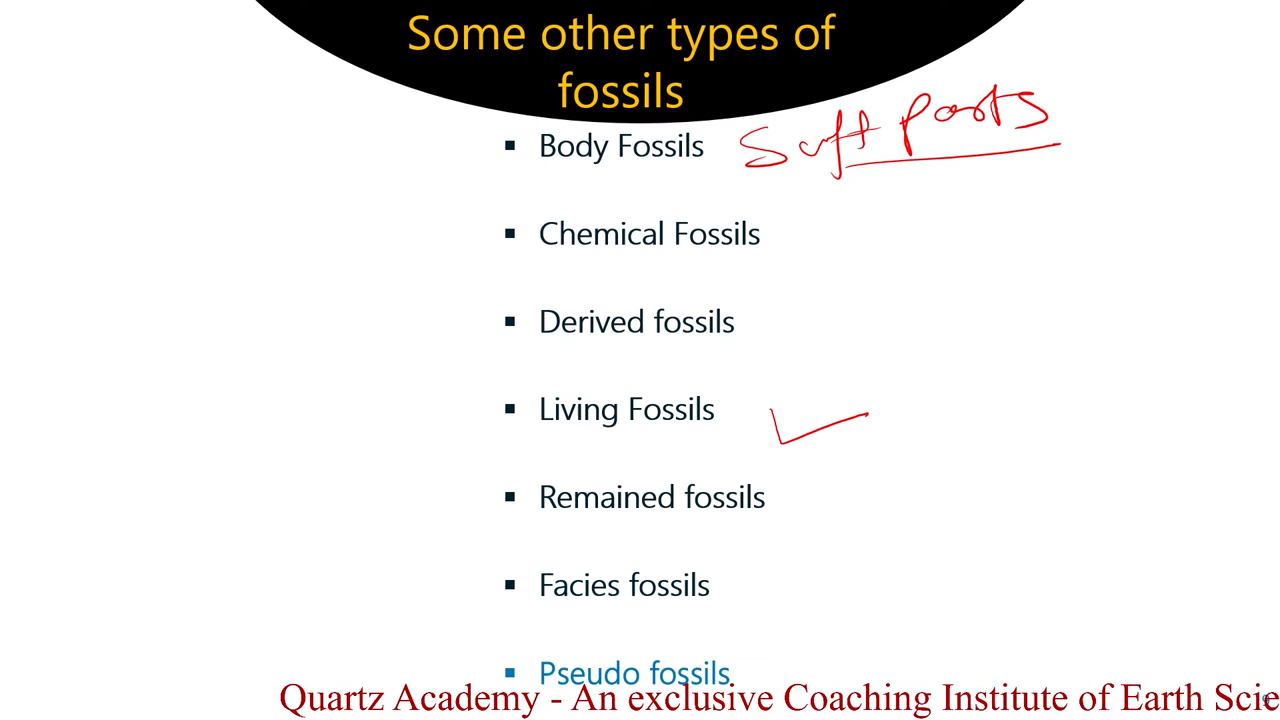 Some other types of
fossils
▪ Body Fossils Soft Parts
▪ Chemical Fossils
▪ Derived fossils
▪ Living Fossils
▪ Remained fossils
▪ Facies fossils
▪ Pseudo fossils
Quartz Academy - An exclusive Coaching Institute of Earth Scie